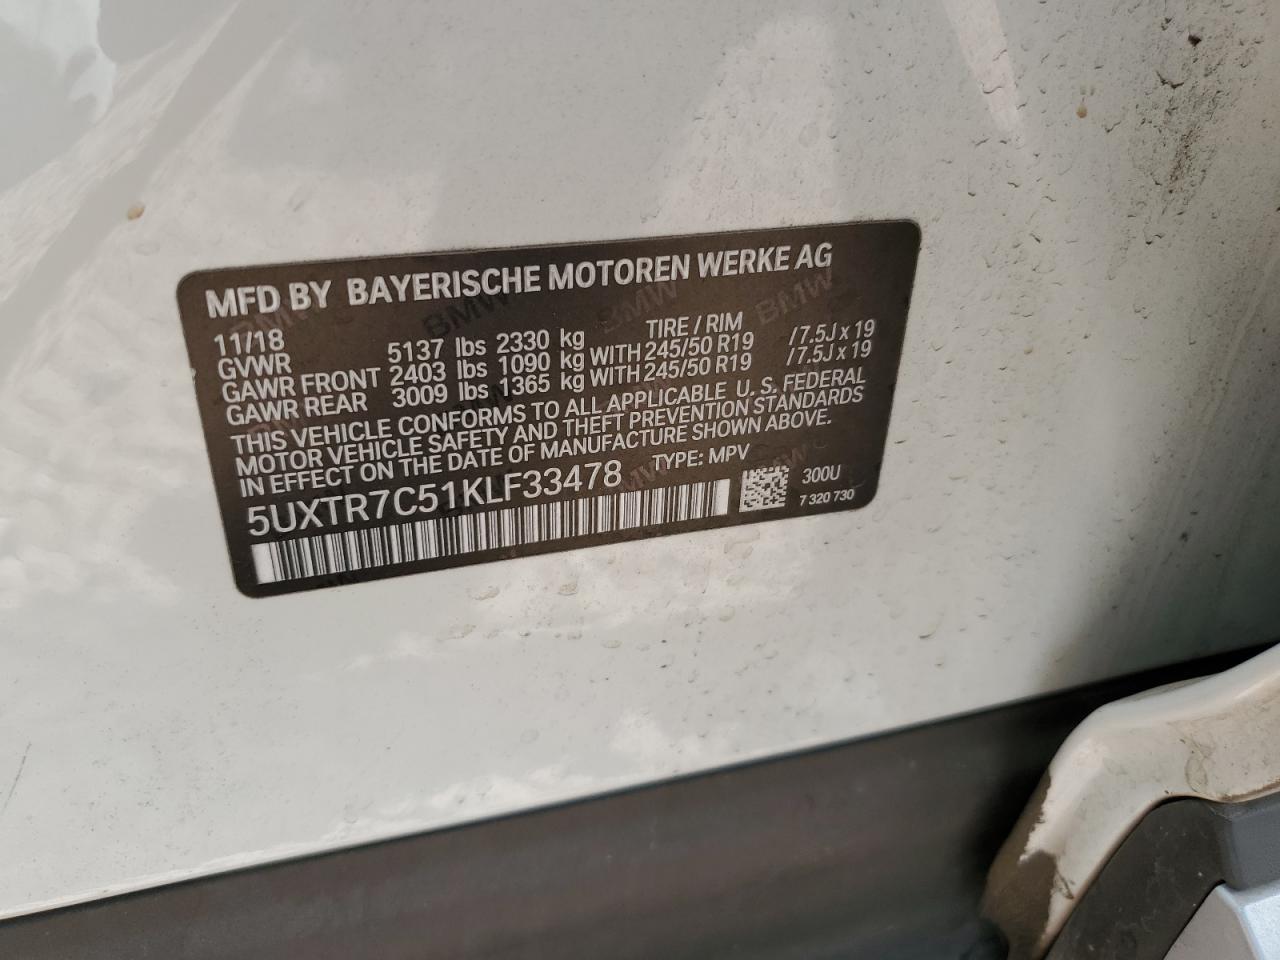 MFD BY BAYERISCHE MOTOREN WERKE AG
11/18 TIRE / RIM
GVWR 5137 lbs 2330 kg
GAWR FRONT 2403 lbs 1090 kg WITH 245/50 R19 /7.5J x 19
GAWR REAR 3009 lbs 1365 kg WITH 245/50 R19 /7.5J x 19
THIS VEHICLE CONFORMS TO ALL APPLICABLE U. S. FEDERAL
MOTOR VEHICLE SAFETY AND THEFT PREVENTION STANDARDS
IN EFFECT ON THE DATE OF MANUFACTURE SHOWN ABOVE.
5UXTR7C51KLF33478 TYPE: MPV
300U
7 320 730